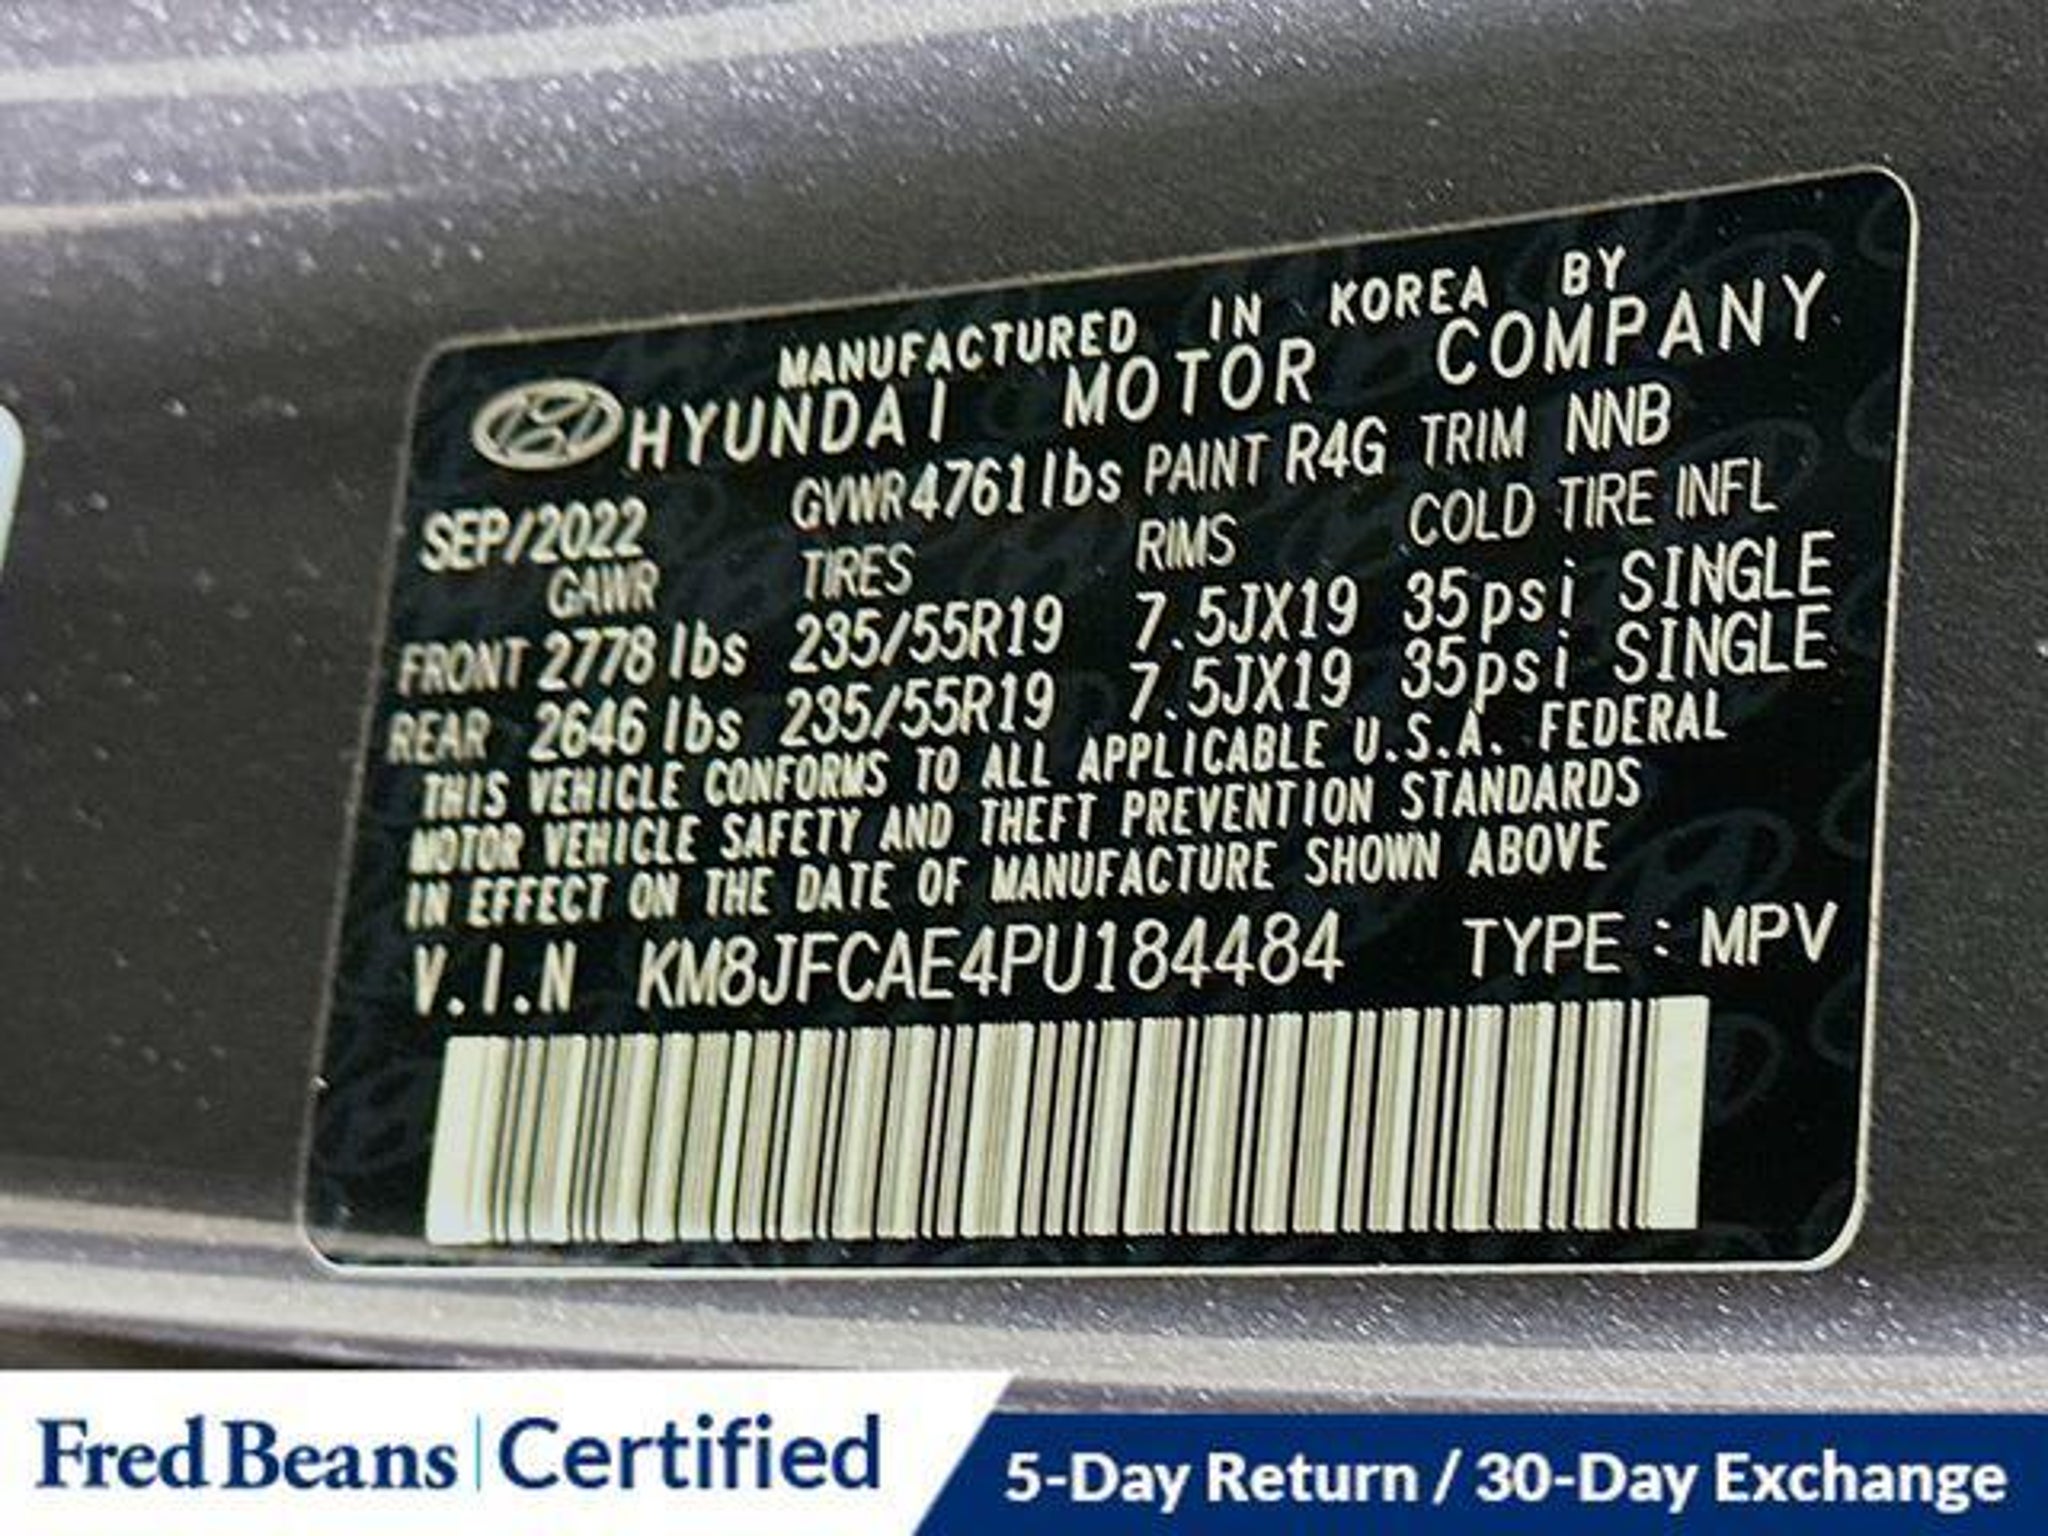 MANUFACTURED IN KOREA BY
HYUNDAI MOTOR COMPANY
SEP/2022 GVWR 4761 lbs PAINT R4G TRIM NNB
GAWR TIRES RIMS COLD TIRE INFL
FRONT 2778 lbs 235/55R19 7.5JX19 35psi SINGLE
REAR 2646 lbs 235/55R19 7.5JX19 35psi SINGLE
THIS VEHICLE CONFORMS TO ALL APPLICABLE U.S.A. FEDERAL
MOTOR VEHICLE SAFETY AND THEFT PREVENTION STANDARDS
IN EFFECT ON THE DATE OF MANUFACTURE SHOWN ABOVE
V.I.N KM8JFCAE4PU184484 TYPE : MPV
Fred Beans | Certified
5-Day Return / 30-Day Exchange